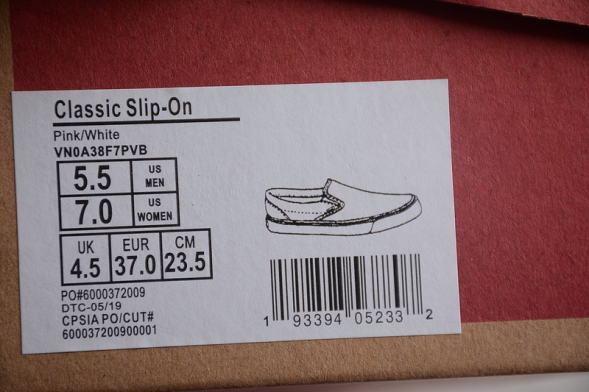 Classic Slip-On
Pink/White
VN0A38F7PVB
5.5 US MEN
7.0 US WOMEN
UK EUR CM
4.5 37.0 23.5
PO#6000372009
DTC-05/19
CPSIA PO/CUT#
600037200900001
1 93394 05233 2